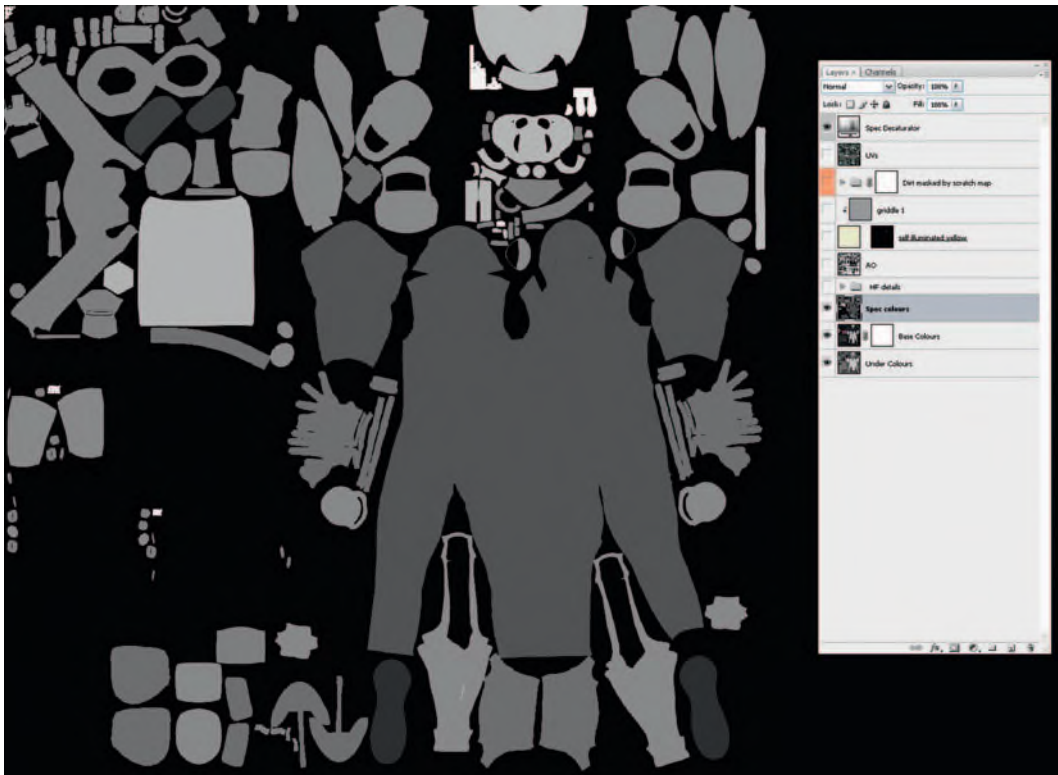 Layers × Channels
Normal Opacity: 100%
Lock: Fill: 100%
Spec Decaturator
UVs
Dirt masked by scratch map
griddle 1
self illuminated yellow
AO
HF details
Spec colours
Base Colours
Under Colours